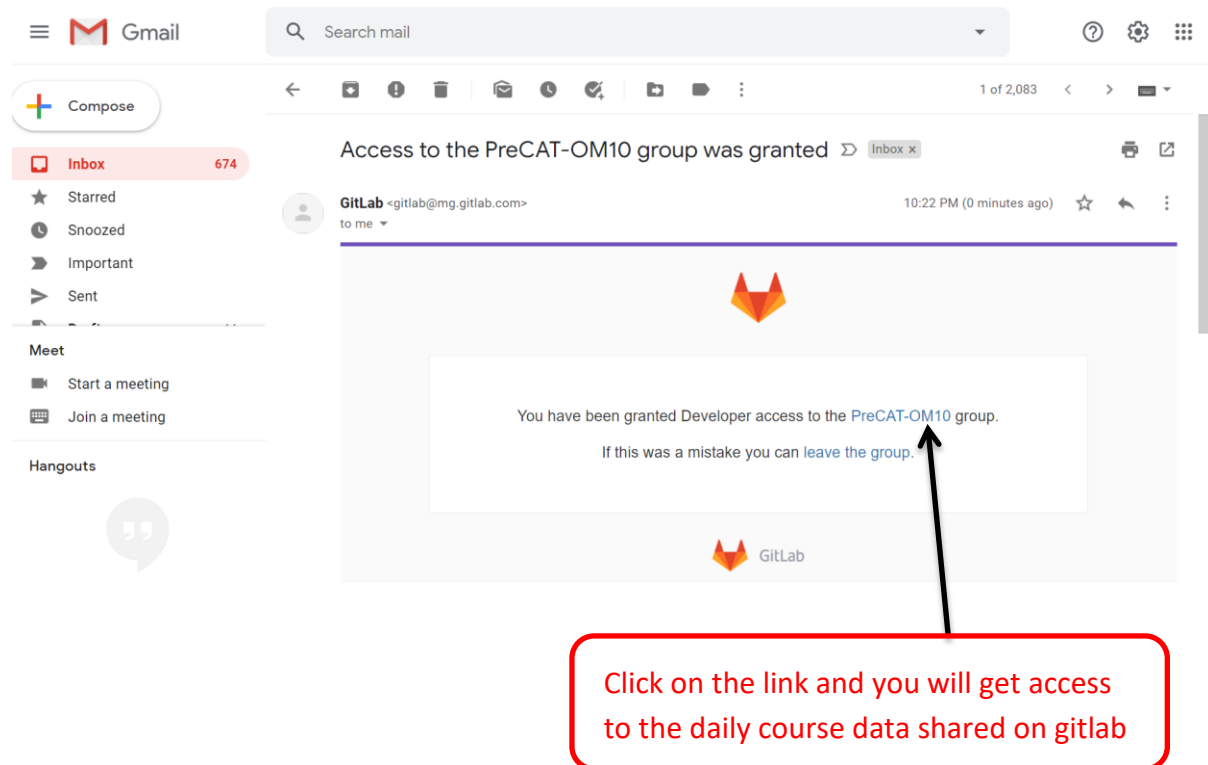 Gmail
Search mail
Compose
1 of 2,083
Inbox 674
Starred
Snoozed
Important
Sent
Meet
Start a meeting
Join a meeting
Hangouts
Access to the PreCAT-OM10 group was granted Inbox x
GitLab <gitlab@mg.gitlab.com> 10:22 PM (0 minutes ago)
to me
You have been granted Developer access to the PreCAT-OM10 group.
If this was a mistake you can leave the group.
GitLab
Click on the link and you will get access
to the daily course data shared on gitlab